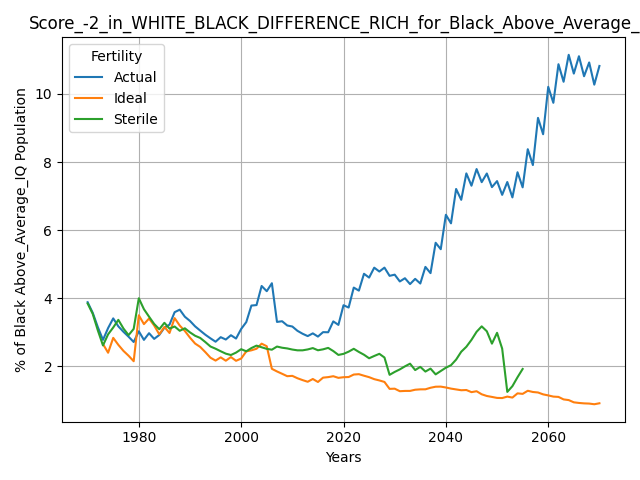 Score_-2_in_WHITE_BLACK_DIFFERENCE_RICH_for_Black_Above_Average_
Fertility
Actual
Ideal
Sterile
% of Black Above_Average_IQ Population
10
8
6
4
2
1980
2000
2020
2040
2060
Years